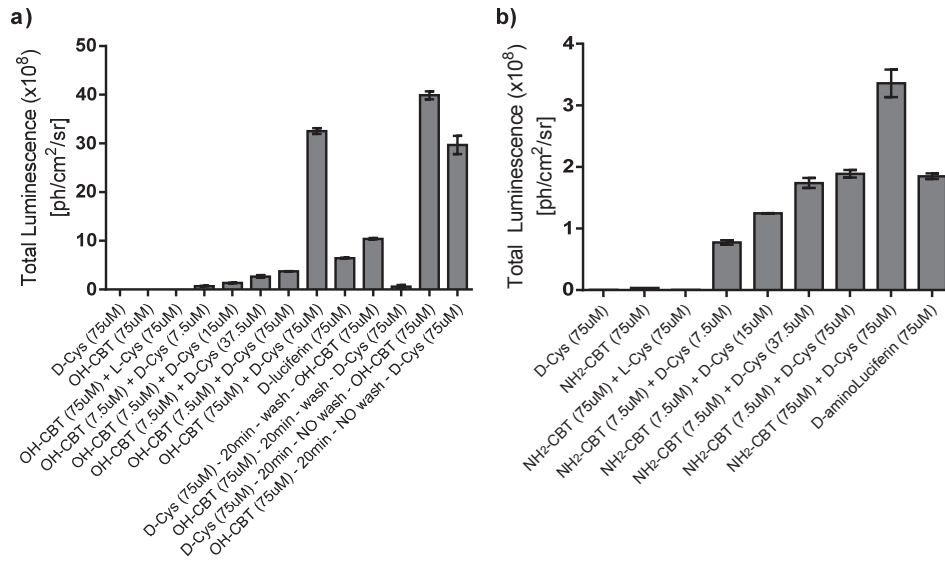 a)
Total Luminescence (x10⁸)
[ph/cm²/sr]
50
40
30
20
10
0
D-Cys (75uM)
OH-CBT (75uM)
OH-CBT (75uM) + L-Cys (75uM)
OH-CBT (7.5uM) + D-Cys (7.5uM)
OH-CBT (7.5uM) + D-Cys (15uM)
OH-CBT (7.5uM) + D-Cys (37.5uM)
OH-CBT (7.5uM) + D-Cys (75uM)
OH-CBT (75uM) + D-Cys (75uM)
D-luciferin (75uM)
D-Cys (75uM) - 20min - wash - OH-CBT (75uM)
OH-CBT (75uM) - 20min - wash - D-Cys (75uM)
D-Cys (75uM) - 20min - NO wash - OH-CBT (75uM)
OH-CBT (75uM) - 20min - NO wash - D-Cys (75uM)
b)
Total Luminescence (x10⁸)
[ph/cm²/sr]
4
3
2
1
0
D-Cys (75uM)
NH₂-CBT (75uM)
NH₂-CBT (75uM) + L-Cys (75uM)
NH₂-CBT (7.5uM) + D-Cys (7.5uM)
NH₂-CBT (7.5uM) + D-Cys (15uM)
NH₂-CBT (7.5uM) + D-Cys (37.5uM)
NH₂-CBT (7.5uM) + D-Cys (75uM)
NH₂-CBT (75uM) + D-Cys (75uM)
D-aminoLuciferin (75uM)